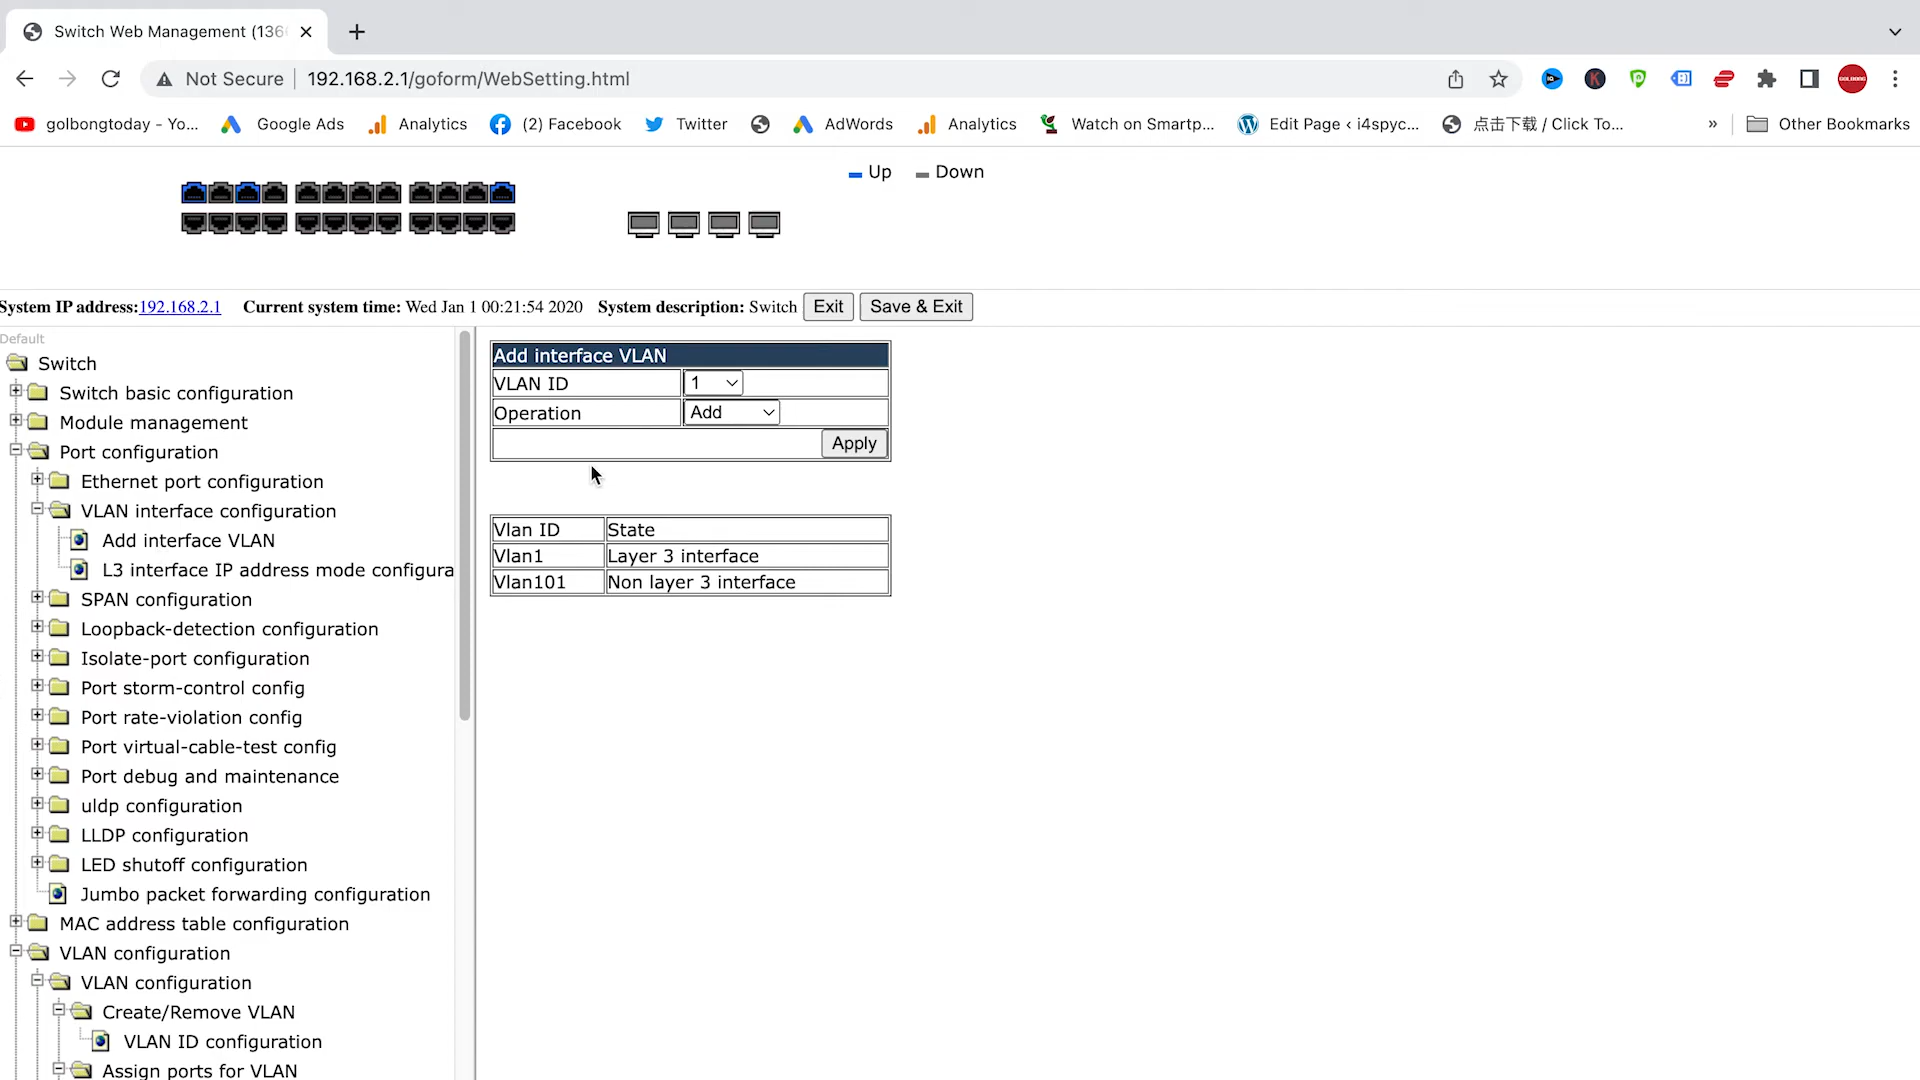 Switch Web Management (136
Not Secure 192.168.2.1/goform/WebSetting.html
golbongtoday - Yo...
Google Ads
Analytics
(2) Facebook
Twitter
AdWords
Analytics
Watch on Smartp...
Edit Page ‹ i4spyc...
点击下载 / Click To...
»
Other Bookmarks
Up Down
System IP address:192.168.2.1 Current system time: Wed Jan 1 00:21:54 2020 System description: Switch Exit Save & Exit
Default
Switch
Switch basic configuration
Module management
Port configuration
Ethernet port configuration
VLAN interface configuration
Add interface VLAN
L3 interface IP address mode configura
SPAN configuration
Loopback-detection configuration
Isolate-port configuration
Port storm-control config
Port rate-violation config
Port virtual-cable-test config
Port debug and maintenance
uldp configuration
LLDP configuration
LED shutoff configuration
Jumbo packet forwarding configuration
MAC address table configuration
VLAN configuration
VLAN configuration
Create/Remove VLAN
VLAN ID configuration
Assign ports for VLAN
Add interface VLAN
VLAN ID 1
Operation Add
Apply
Vlan ID State
Vlan1 Layer 3 interface
Vlan101 Non layer 3 interface